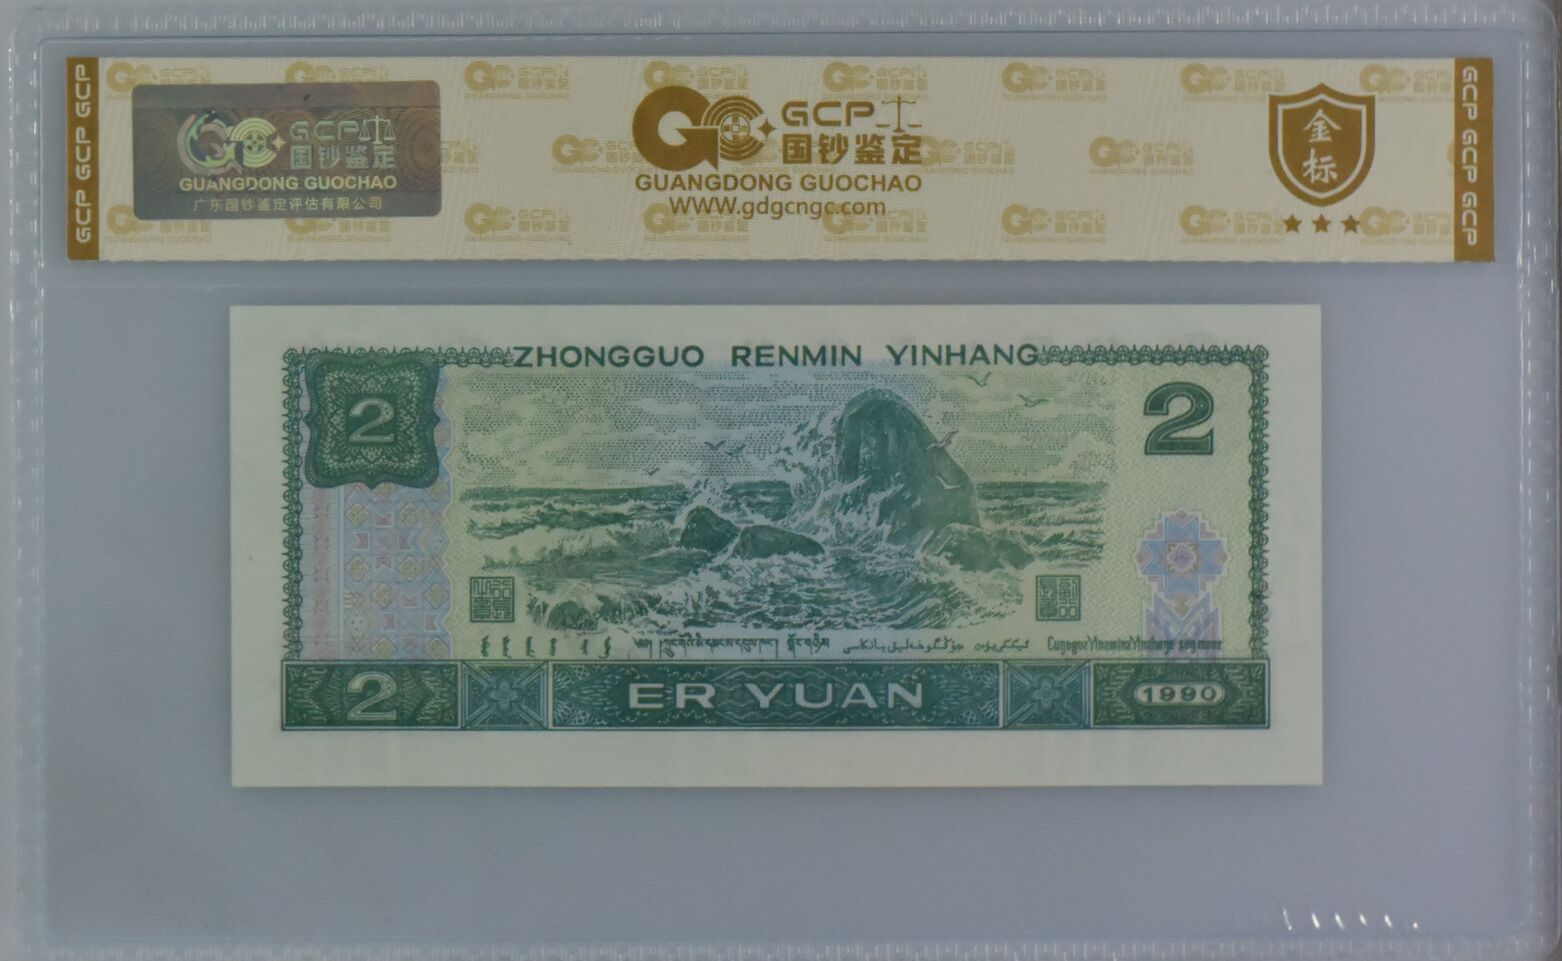 GCP GCP GCP
GCP 国钞鉴定
GUANGDONG GUOCHAO
广东国钞鉴定评估有限公司
GCP 国钞鉴定
GUANGDONG GUOCHAO
WWW.gdgcngc.com
金标
GCP GCP GCP
ZHONGGUO RENMIN YINHANG
2
2
2
ER YUAN
1990